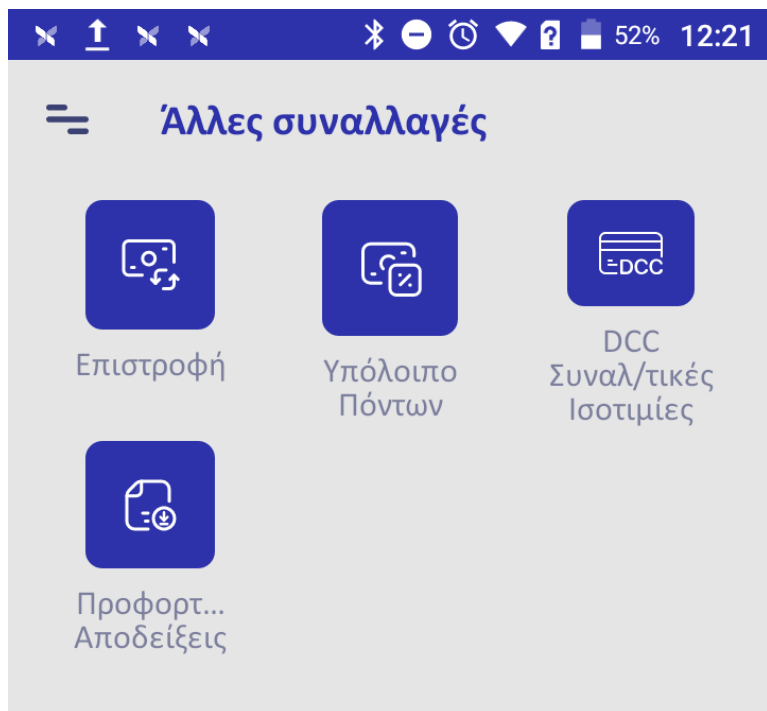 52% 12:21
Άλλες συναλλαγές
DCC
Επιστροφή
Υπόλοιπο
Πόντων
DCC
Συναλ/τικές
Ισοτιμίες
Προφορτ...
Αποδείξεις